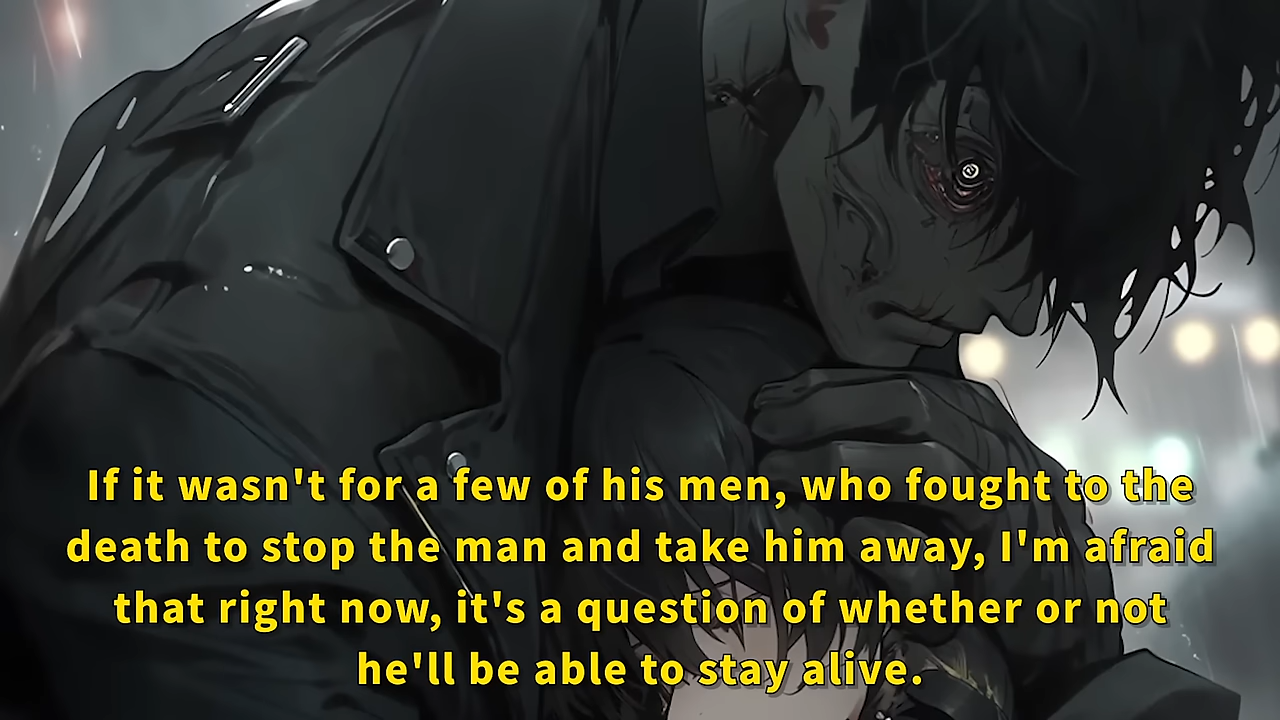 If it wasn't for a few of his men, who fought to the
death to stop the man and take him away, I'm afraid
that right now, it's a question of whether or not
he'll be able to stay alive.